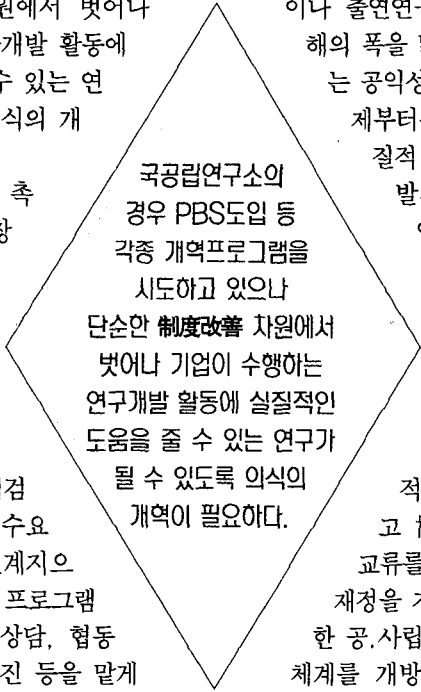 원에서 벗어나
개발 활동에
수 있는 연
식의 개
촉
장
검
수요
계지으
프로그램
상담, 협동
진 등을 맡게
국공립연구소의
경우 PBS도입 등
각종 개혁프로그램을
시도하고 있으나
단순한 制度改善 차원에서
벗어나 기업이 수행하는
연구개발 활동에 실질적인
도움을 줄 수 있는 연구가
될 수 있도록 의식의
개혁이 필요하다.
이나 출연연
해의 폭을
는 공익성
제부터
질적
발
적
고
교류를
재정을
한 공.사립
체계를 개방